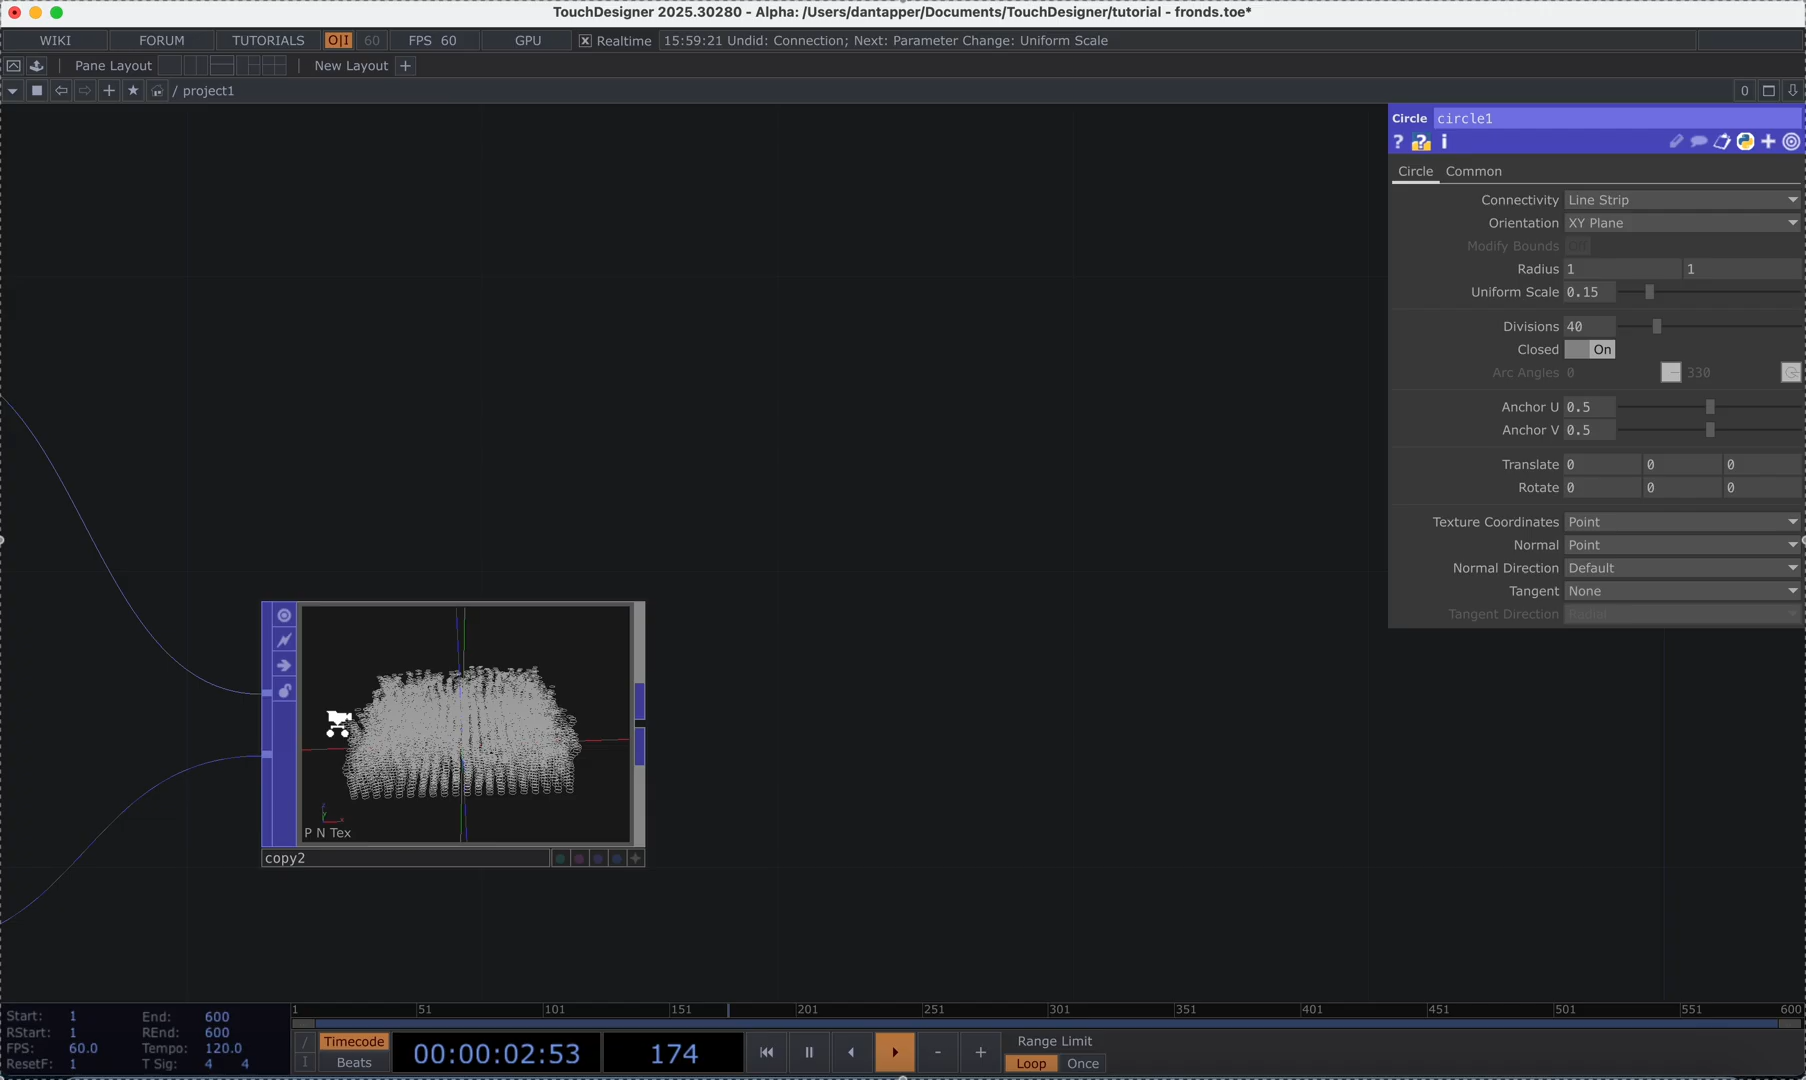 TouchDesigner 2025.30280 - Alpha: /Users/dantapper/Documents/TouchDesigner/tutorial - fronds.toe*
WIKI FORUM TUTORIALS O|I 60 FPS 60 GPU Realtime 15:59:21 Undid: Connection; Next: Parameter Change: Uniform Scale
Pane Layout New Layout +
/ project1 0
Circle circle1
? ? i
Circle Common
Connectivity Line Strip
Orientation XY Plane
Modify Bounds
Radius 1 1
Uniform Scale 0.15
Divisions 40
Closed On
Arc Angles 0 330
Anchor U 0.5
Anchor V 0.5
Translate 0 0 0
Rotate 0 0 0
Texture Coordinates Point
Normal Point
Normal Direction Default
Tangent None
Tangent Direction Radial
P N Tex
copy2
1 51 101 151 201 251 301 351 401 451 501 551 600
Start: 1 End: 600
RStart: 1 REnd: 600
FPS: 60.0 Tempo: 120.0
ResetF: 1 T Sig: 4 4
/ Timecode
I Beats
00:00:02:53 174
- +
Range Limit
Loop Once